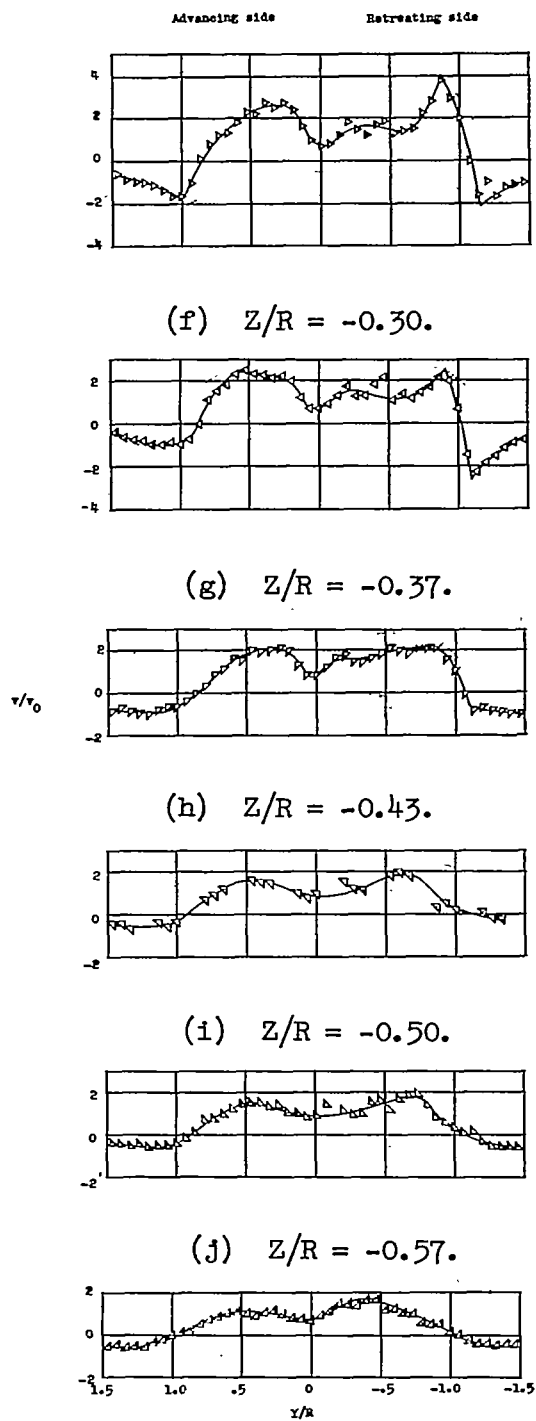 Advancing side Retreating side
4
2
0
-2
-4
(f) Z/R = -0.30.
2
0
-2
-4
(g) Z/R = -0.37.
2
0
-2
v/v0
(h) Z/R = -0.43.
2
0
-2
(i) Z/R = -0.50.
2
0
-2
(j) Z/R = -0.57.
2
0
-2
1.5 1.0 .5 0 -.5 -1.0 -1.5
Y/R